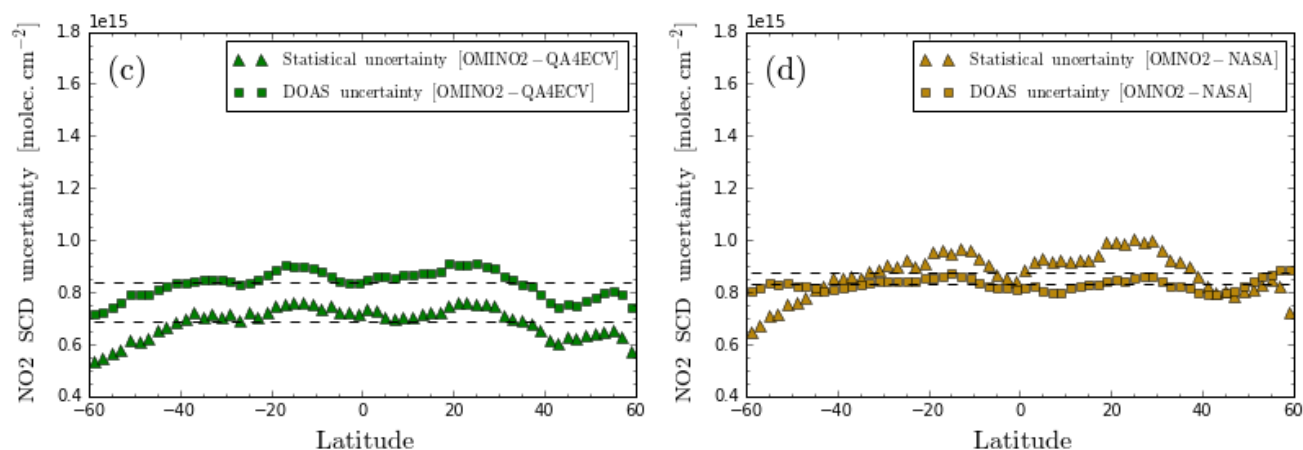 1e15
NO2 SCD uncertainty [molec. cm−2]
1.8
1.6
1.4
1.2
1.0
0.8
0.6
0.4
(c)
Statistical uncertainty [OMINO2−QA4ECV]
DOAS uncertainty [OMINO2−QA4ECV]
−60 −40 −20 0 20 40 60
Latitude
1e15
NO2 SCD uncertainty [molec. cm−2]
1.8
1.6
1.4
1.2
1.0
0.8
0.6
0.4
(d)
Statistical uncertainty [OMINO2−NASA]
DOAS uncertainty [OMNO2−NASA]
−60 −40 −20 0 20 40 60
Latitude